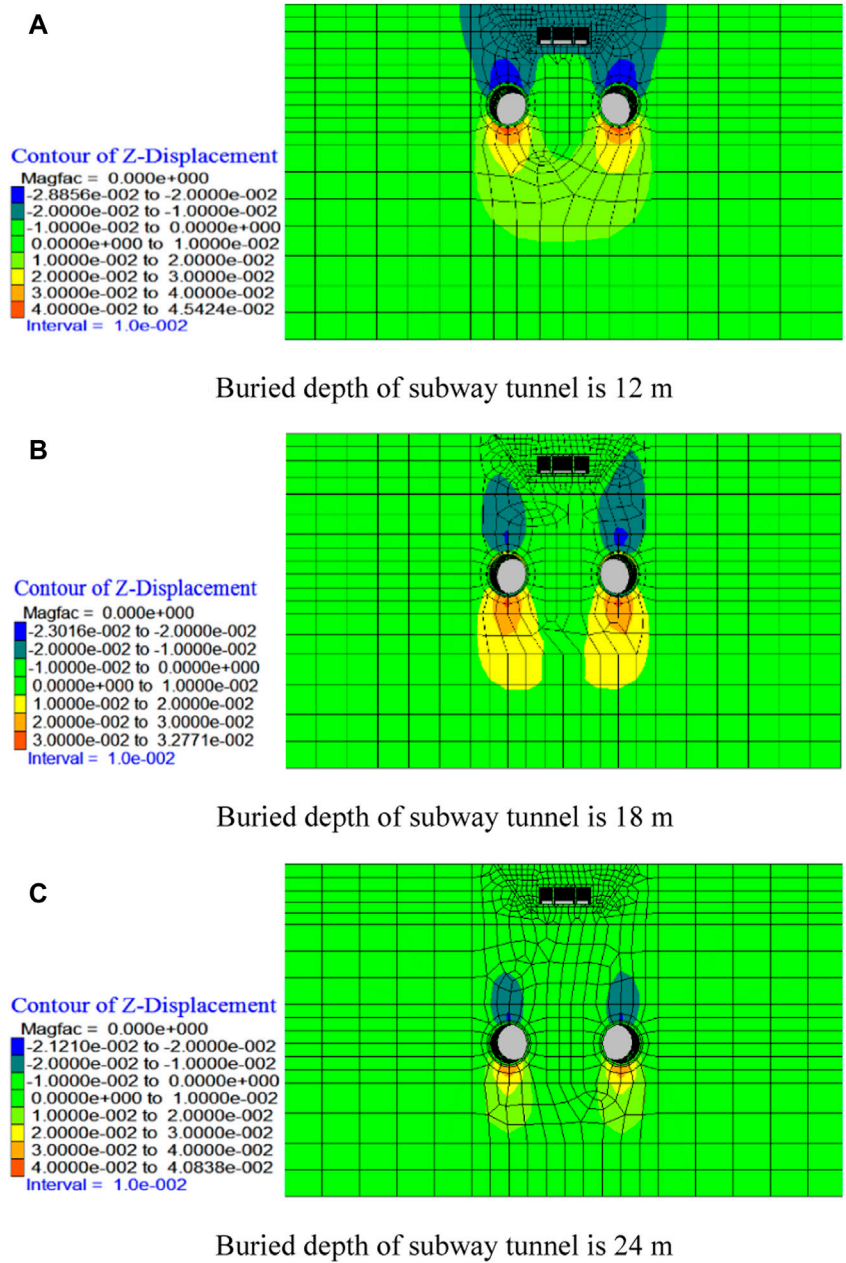 A
Contour of Z-Displacement
Magfac = 0.000e+000
-2.8856e-002 to -2.0000e-002
-2.0000e-002 to -1.0000e-002
-1.0000e-002 to 0.0000e+000
0.0000e+000 to 1.0000e-002
1.0000e-002 to 2.0000e-002
2.0000e-002 to 3.0000e-002
3.0000e-002 to 4.0000e-002
4.0000e-002 to 4.5424e-002
Interval = 1.0e-002
Buried depth of subway tunnel is 12 m
B
Contour of Z-Displacement
Magfac = 0.000e+000
-2.3016e-002 to -2.0000e-002
-2.0000e-002 to -1.0000e-002
-1.0000e-002 to 0.0000e+000
0.0000e+000 to 1.0000e-002
1.0000e-002 to 2.0000e-002
2.0000e-002 to 3.0000e-002
3.0000e-002 to 3.2771e-002
Interval = 1.0e-002
Buried depth of subway tunnel is 18 m
C
Contour of Z-Displacement
Magfac = 0.000e+000
-2.1210e-002 to -2.0000e-002
-2.0000e-002 to -1.0000e-002
-1.0000e-002 to 0.0000e+000
0.0000e+000 to 1.0000e-002
1.0000e-002 to 2.0000e-002
2.0000e-002 to 3.0000e-002
3.0000e-002 to 4.0000e-002
4.0000e-002 to 4.0838e-002
Interval = 1.0e-002
Buried depth of subway tunnel is 24 m